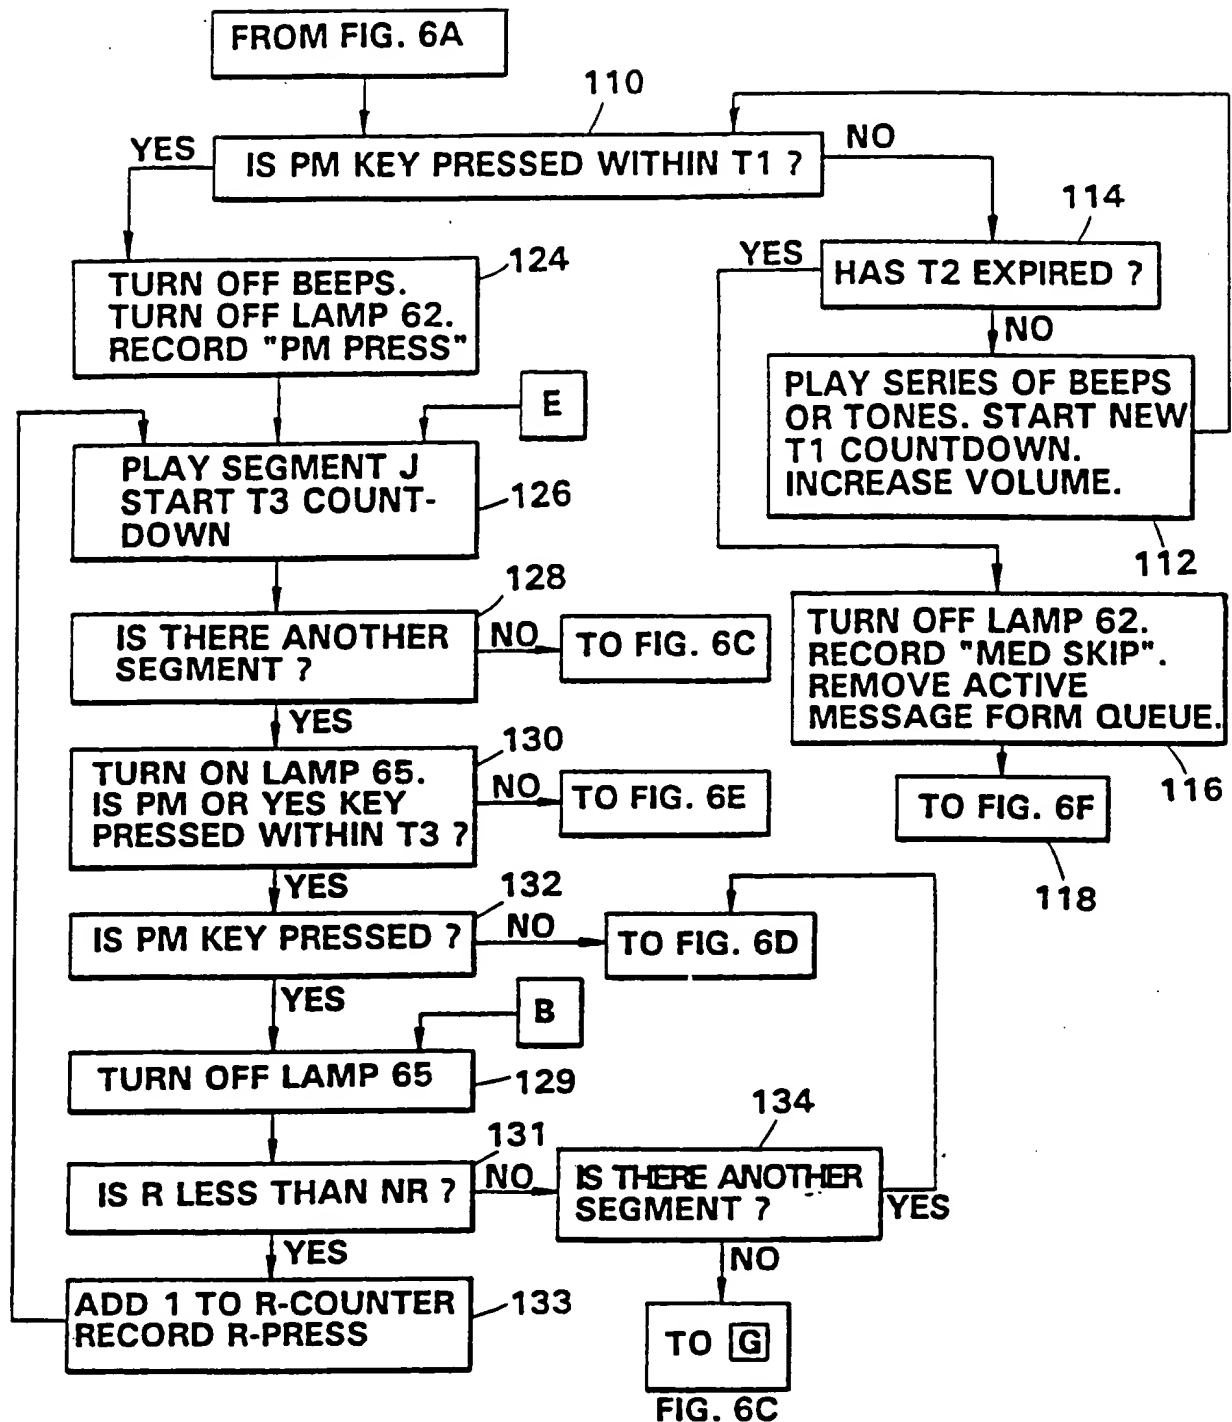 FROM FIG. 6A
110
YES
IS PM KEY PRESSED WITHIN T1 ?
NO
114
YES
HAS T2 EXPIRED ?
NO
124
TURN OFF BEEPS.
TURN OFF LAMP 62.
RECORD "PM PRESS"
E
PLAY SERIES OF BEEPS
OR TONES. START NEW
T1 COUNTDOWN.
INCREASE VOLUME.
112
PLAY SEGMENT J
START T3 COUNT-
DOWN
126
128
IS THERE ANOTHER
SEGMENT ?
NO
TO FIG. 6C
YES
TURN OFF LAMP 62.
RECORD "MED SKIP".
REMOVE ACTIVE
MESSAGE FORM QUEUE.
116
130
TURN ON LAMP 65.
IS PM OR YES KEY
PRESSED WITHIN T3 ?
NO
TO FIG. 6E
TO FIG. 6F
118
YES
132
IS PM KEY PRESSED ?
NO
TO FIG. 6D
YES
B
TURN OFF LAMP 65
129
131
IS R LESS THAN NR ?
NO
134
IS THERE ANOTHER
SEGMENT ?
YES
YES
NO
ADD 1 TO R-COUNTER
RECORD R-PRESS
133
TO G
FIG. 6C